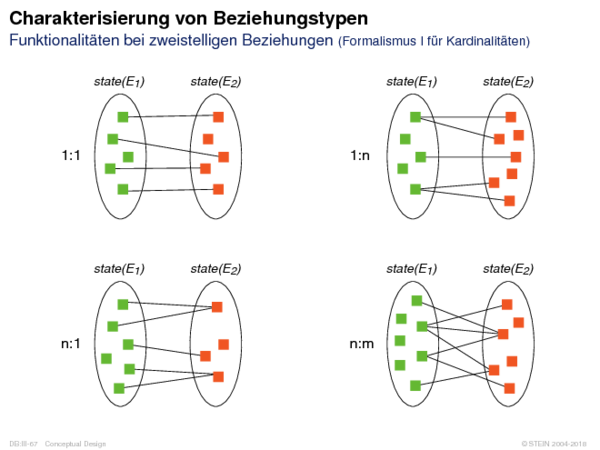 Charakterisierung von Beziehungstypen
Funktionalitäten bei zweistelligen Beziehungen (Formalismus I für Kardinalitäten)
state(E1) state(E2) state(E1) state(E2)
1:1 1:n
state(E1) state(E2) state(E1) state(E2)
n:1 n:m
DB:III-67 Conceptual Design © STEIN 2004-2018